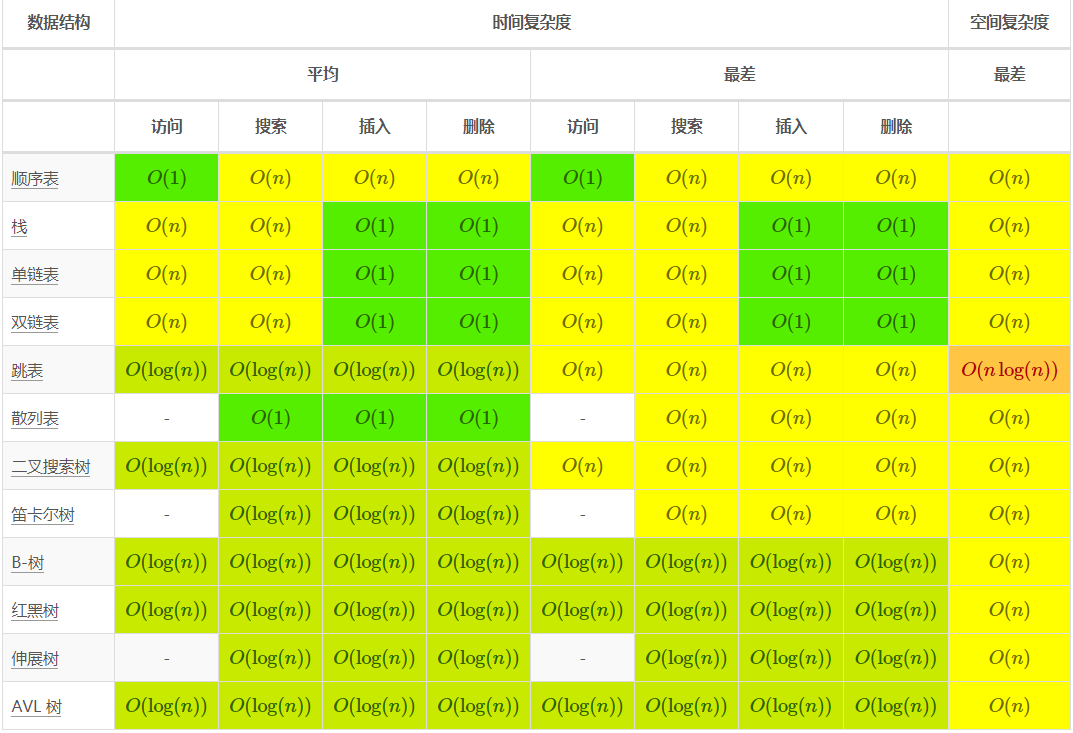 数据结构 时间复杂度 空间复杂度
平均 最差 最差
访问 搜索 插入 删除 访问 搜索 插入 删除
顺序表 O(1) O(n) O(n) O(n) O(1) O(n) O(n) O(n) O(n)
栈 O(n) O(n) O(1) O(1) O(n) O(n) O(1) O(1) O(n)
单链表 O(n) O(n) O(1) O(1) O(n) O(n) O(1) O(1) O(n)
双链表 O(n) O(n) O(1) O(1) O(n) O(n) O(1) O(1) O(n)
跳表 O(log(n)) O(log(n)) O(log(n)) O(log(n)) O(n) O(n) O(n) O(n) O(n log(n))
散列表 - O(1) O(1) O(1) - O(n) O(n) O(n) O(n)
二叉搜索树 O(log(n)) O(log(n)) O(log(n)) O(log(n)) O(n) O(n) O(n) O(n) O(n)
笛卡尔树 - O(log(n)) O(log(n)) O(log(n)) - O(n) O(n) O(n) O(n)
B-树 O(log(n)) O(log(n)) O(log(n)) O(log(n)) O(log(n)) O(log(n)) O(log(n)) O(log(n)) O(n)
红黑树 O(log(n)) O(log(n)) O(log(n)) O(log(n)) O(log(n)) O(log(n)) O(log(n)) O(log(n)) O(n)
伸展树 - O(log(n)) O(log(n)) O(log(n)) - O(log(n)) O(log(n)) O(log(n)) O(n)
AVL 树 O(log(n)) O(log(n)) O(log(n)) O(log(n)) O(log(n)) O(log(n)) O(log(n)) O(log(n)) O(n)